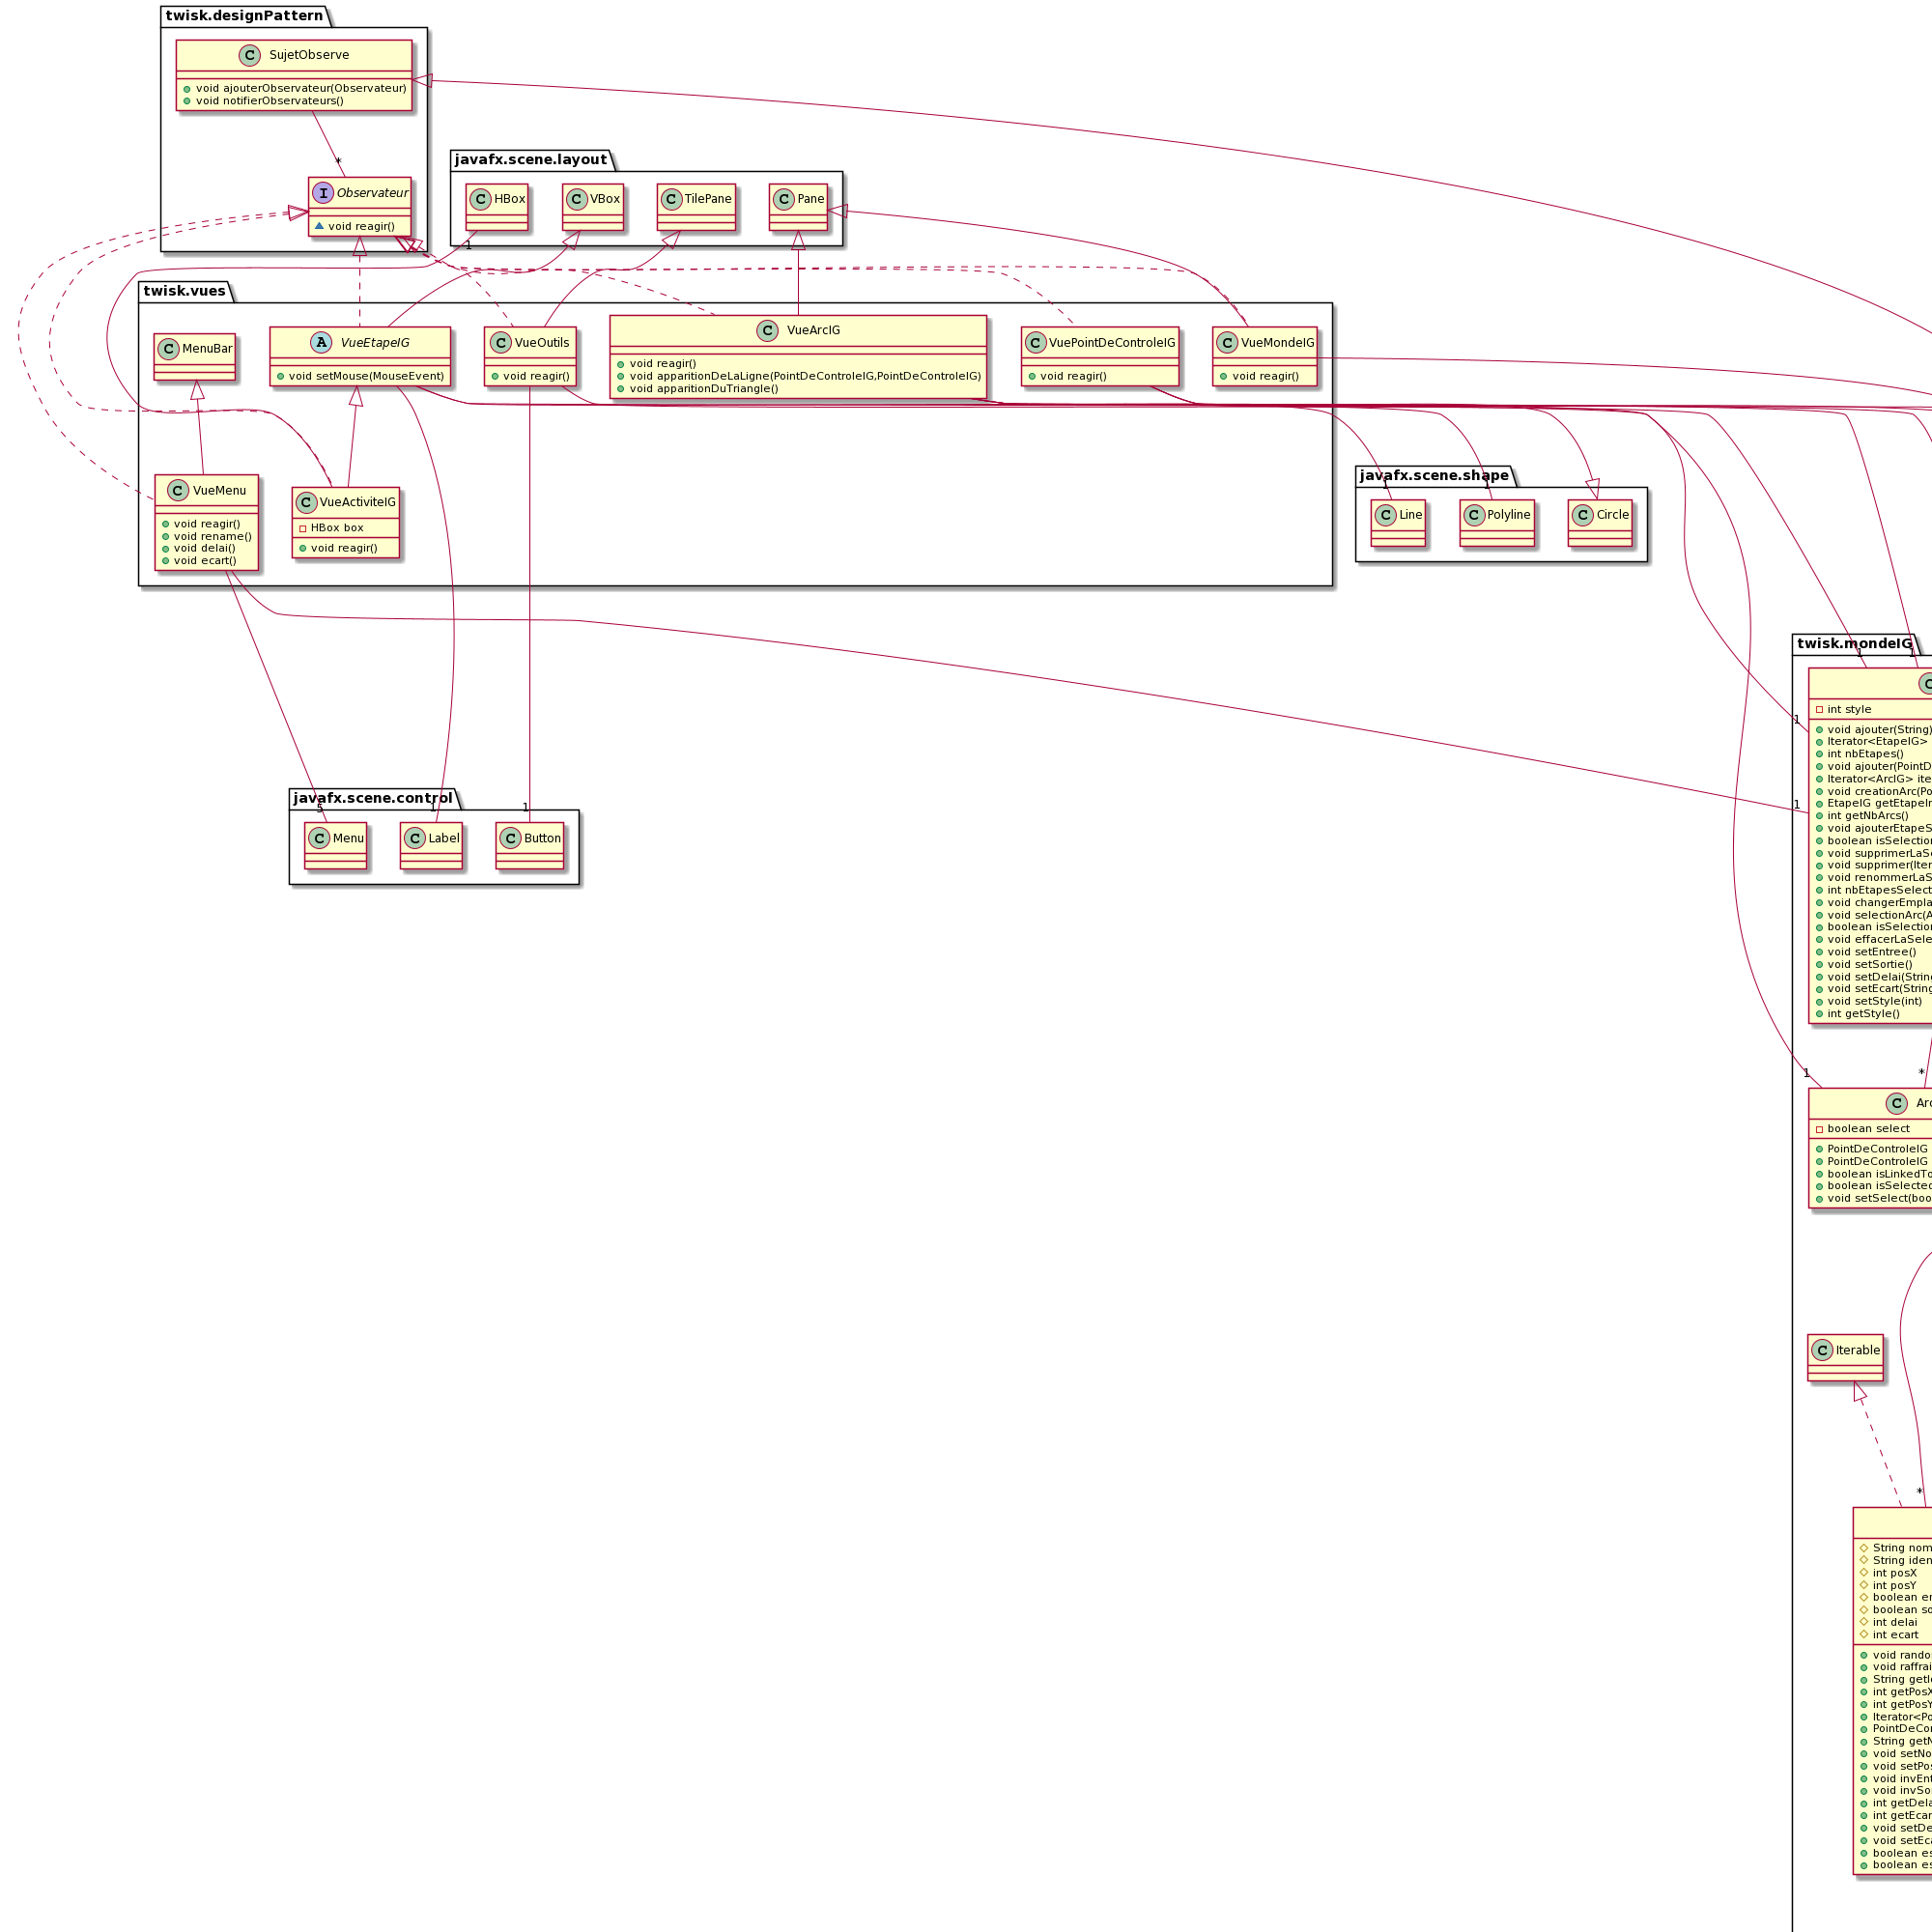 twisk.designPattern
SujetObserve
void ajouterObservateur(Observateur)
void notifierObservateurs()
*
Observateur
void reagir()
javafx.scene.layout
HBox
VBox
TilePane
Pane
1
twisk.vues
MenuBar
VueEtapeIG
void setMouse(MouseEvent)
VueOutils
void reagir()
VueArcIG
void reagir()
void apparitionDeLaLigne(PointDeControleIG,PointDeControleIG)
void apparitionDuTriangle()
VuePointDeControleIG
void reagir()
VueMondeIG
void reagir()
VueMenu
void reagir()
void rename()
void delai()
void ecart()
VueActiviteIG
HBox box
void reagir()
javafx.scene.shape
1
1
Line
Polyline
Circle
javafx.scene.control
5
1
1
Menu
Label
Button
twisk.mondeIG
1
1
int style
1
void ajouter(String)
Iterator<EtapeIG>
int nbEtapes()
void ajouter(PointD
Iterator<ArcIG> ite
void creationArc(Po
1
EtapeIG getEtapeIn
int getNbArcs()
void ajouterEtapeS
boolean isSelection
void supprimerLaSe
void supprimer(Iter
void renommerLaS
int nbEtapesSelect
void changerEmpla
void selectionArc(A
boolean isSelection
void effacerLaSele
void setEntree()
void setSortie()
void setDelai(String
void setEcart(String
void setStyle(int)
int getStyle()
1
*
Arc
boolean select
PointDeControleIG
PointDeControleIG
boolean isLinkedTo
boolean isSelected
void setSelect(boo
Iterable
*
String nom
String iden
int posX
int posY
boolean en
boolean so
int delai
int ecart
void rando
void raffrai
String getId
int getPosX
int getPosY
Iterator<Po
PointDeCon
String getN
void setNo
void setPos
void invEnt
void invSor
int getDela
int getEcar
void setDe
void setEca
boolean es
boolean es